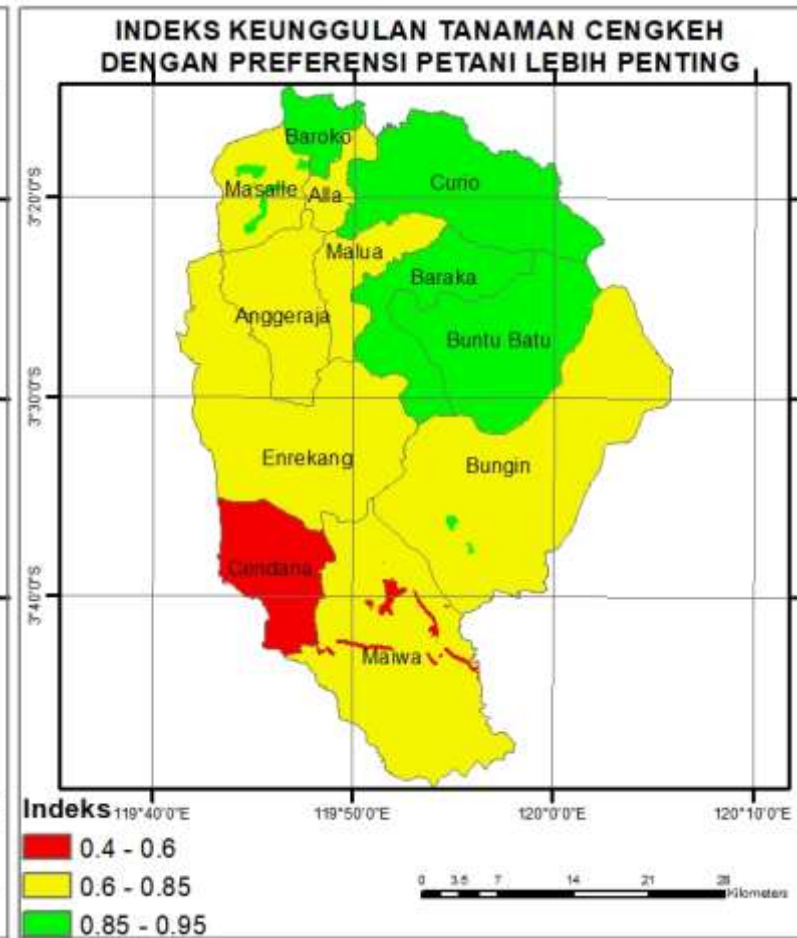 INDEKS KEUNGGULAN TANAMAN CENGKEH
DENGAN PREFERENSI PETANI LEBIH PENTING
Baroko
Curio
Masalle
Alla
3°20'0"S
Malua
Baraka
Anggeraja
Buntu Batu
3°30'0"S
Enrekang
Bungin
Cendana
3°40'0"S
Maiwa
Indeks
119°40'0"E
119°50'0"E
120°0'0"E
120°10'0"E
0.4 - 0.6
0.6 - 0.85
0.85 - 0.95
0 3.5 7 14 21 28
Kilometers